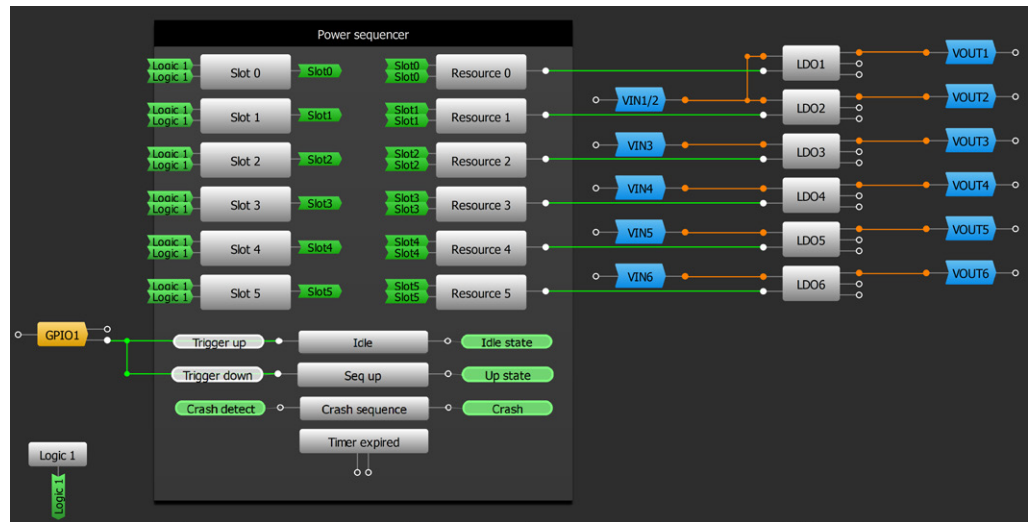 Power sequencer
Logic 1
Logic 1
Slot 0
Slot0
Slot0
Slot0
Resource 0
LDO1
VOUT1
VIN1/2
Logic 1
Logic 1
Slot 1
Slot1
Slot1
Slot1
Resource 1
LDO2
VOUT2
Logic 1
Logic 1
Slot 2
Slot2
Slot2
Slot2
Resource 2
VIN3
LDO3
VOUT3
Logic 1
Logic 1
Slot 3
Slot3
Slot3
Slot3
Resource 3
VIN4
LDO4
VOUT4
Logic 1
Logic 1
Slot 4
Slot4
Slot4
Slot4
Resource 4
VIN5
LDO5
VOUT5
Logic 1
Logic 1
Slot 5
Slot5
Slot5
Slot5
Resource 5
VIN6
LDO6
VOUT6
GPIO1
Trigger up
Idle
Idle state
Trigger down
Seq up
Up state
Crash detect
Crash sequence
Crash
Timer expired
Logic 1
Logic 1